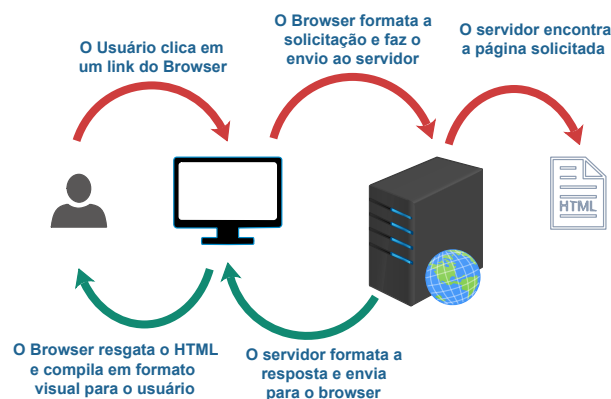 O Usuário clica em
um link do Browser
O Browser formata a
solicitação e faz o
envio ao servidor
O servidor encontra
a página solicitada
HTML
O Browser resgata o HTML
e compila em formato
visual para o usuário
O servidor formata a
resposta e envia
para o browser